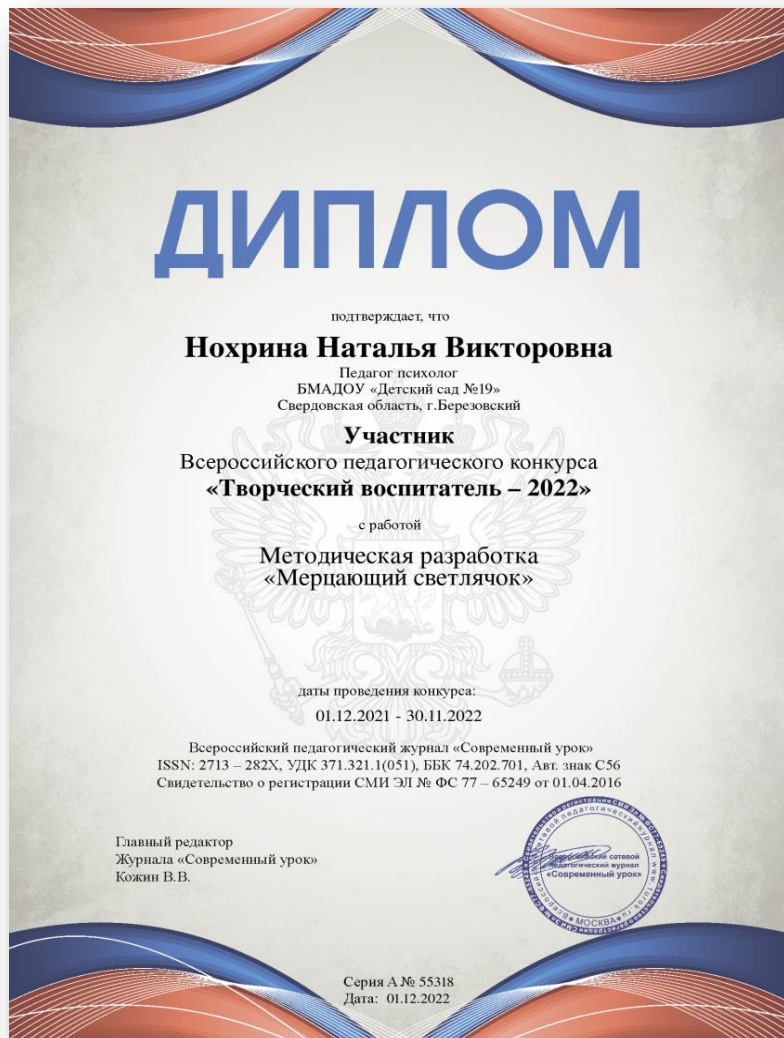 ДИПЛОМ
подтверждает, что
Нохрина Наталья Викторовна
Педагог психолог
БМАДОУ «Детский сад №19»
Свердовская область, г.Березовский
Участник
Всероссийского педагогического конкурса
«Творческий воспитатель – 2022»
с работой
Методическая разработка
«Мерцающий светлячок»
даты проведения конкурса:
01.12.2021 - 30.11.2022
Всероссийский педагогический журнал «Современный урок»
ISSN: 2713 – 282X, УДК 371.321.1(051), ББК 74.202.701, Авт. знак С56
Свидетельство о регистрации СМИ ЭЛ № ФС 77 – 65249 от 01.04.2016
Главный редактор
Журнала «Современный урок»
Кожин В.В.
Всероссийский сетевой
педагогический журнал
«Современный урок»
МОСКВА
Серия А № 55318
Дата: 01.12.2022